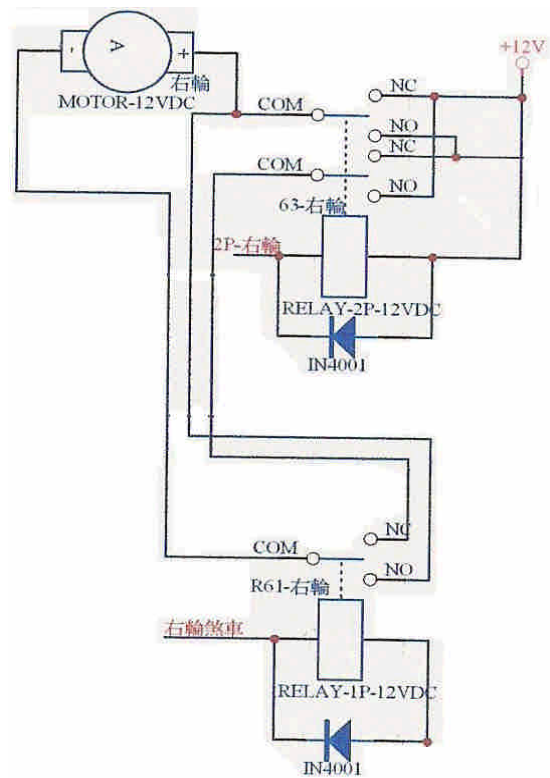 - A +
右輪
MOTOR-12VDC
+12V
COM
NC
NO
NC
COM
NO
63-右輪
2P-右輪
RELAY-2P-12VDC
IN4001
NC
COM
NO
R61-右輪
右輪煞車
RELAY-1P-12VDC
IN4001